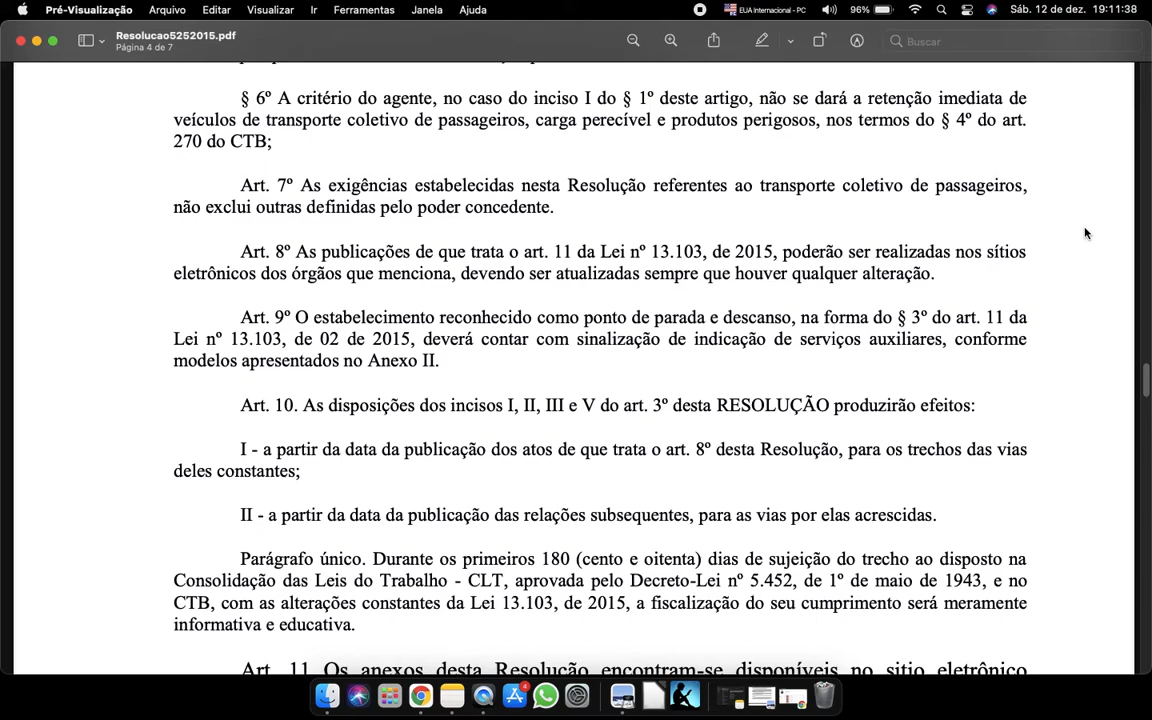 Pré-Visualização Arquivo Editar Visualizar Ir Ferramentas Janela Ajuda EUA Internacional - PC 96% Sáb. 12 de dez. 19:11:38
Resolucao5252015.pdf
Página 4 de 7
Buscar
§ 6º A critério do agente, no caso do inciso I do § 1º deste artigo, não se dará a retenção imediata de
veículos de transporte coletivo de passageiros, carga perecível e produtos perigosos, nos termos do § 4º do art.
270 do CTB;
Art. 7º As exigências estabelecidas nesta Resolução referentes ao transporte coletivo de passageiros,
não exclui outras definidas pelo poder concedente.
Art. 8º As publicações de que trata o art. 11 da Lei nº 13.103, de 2015, poderão ser realizadas nos sítios
eletrônicos dos órgãos que menciona, devendo ser atualizadas sempre que houver qualquer alteração.
Art. 9º O estabelecimento reconhecido como ponto de parada e descanso, na forma do § 3º do art. 11 da
Lei nº 13.103, de 02 de 2015, deverá contar com sinalização de indicação de serviços auxiliares, conforme
modelos apresentados no Anexo II.
Art. 10. As disposições dos incisos I, II, III e V do art. 3º desta RESOLUÇÃO produzirão efeitos:
I - a partir da data da publicação dos atos de que trata o art. 8º desta Resolução, para os trechos das vias
deles constantes;
II - a partir da data da publicação das relações subsequentes, para as vias por elas acrescidas.
Parágrafo único. Durante os primeiros 180 (cento e oitenta) dias de sujeição do trecho ao disposto na
Consolidação das Leis do Trabalho - CLT, aprovada pelo Decreto-Lei nº 5.452, de 1º de maio de 1943, e no
CTB, com as alterações constantes da Lei 13.103, de 2015, a fiscalização do seu cumprimento será meramente
informativa e educativa.
Art. 11 Os anexos desta Resolução encontram-se disponíveis no sitio eletrônico
4